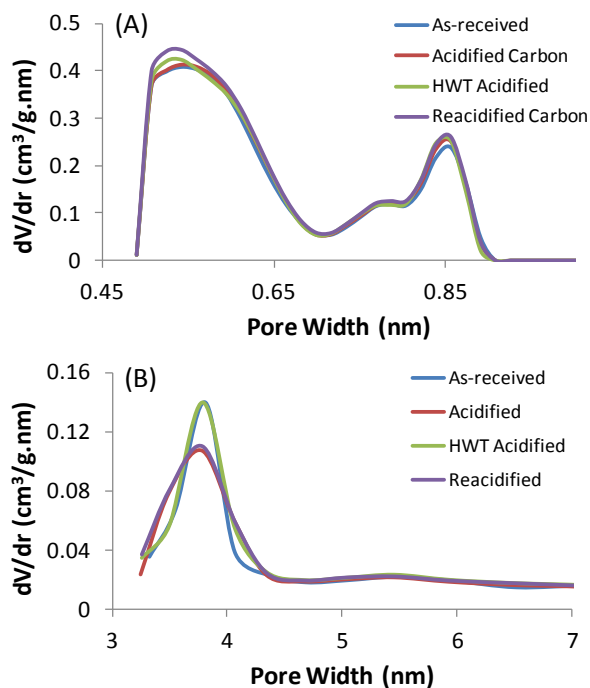 (A)
As-received
Acidified Carbon
HWT Acidified
Reacidified Carbon
dV/dr (cm³/g.nm)
0.5
0.4
0.3
0.2
0.1
0
0.45
0.65
0.85
Pore Width (nm)
(B)
As-received
Acidified
HWT Acidified
Reacidified
dV/dr (cm³/g.nm)
0.16
0.12
0.08
0.04
0
3
4
5
6
7
Pore Width (nm)